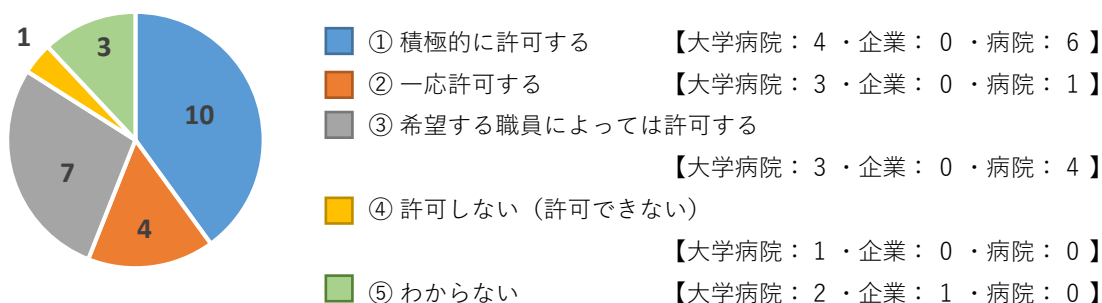 1
3
10
7
4
① 積極的に許可する 【大学病院： 4 ・企業： 0 ・病院： 6 】
② 一応許可する 【大学病院： 3 ・企業： 0 ・病院： 1 】
③ 希望する職員によっては許可する
【大学病院： 3 ・企業： 0 ・病院： 4 】
④ 許可しない（許可できない）
【大学病院： 1 ・企業： 0 ・病院： 0 】
⑤ わからない 【大学病院： 2 ・企業： 1 ・病院： 0 】